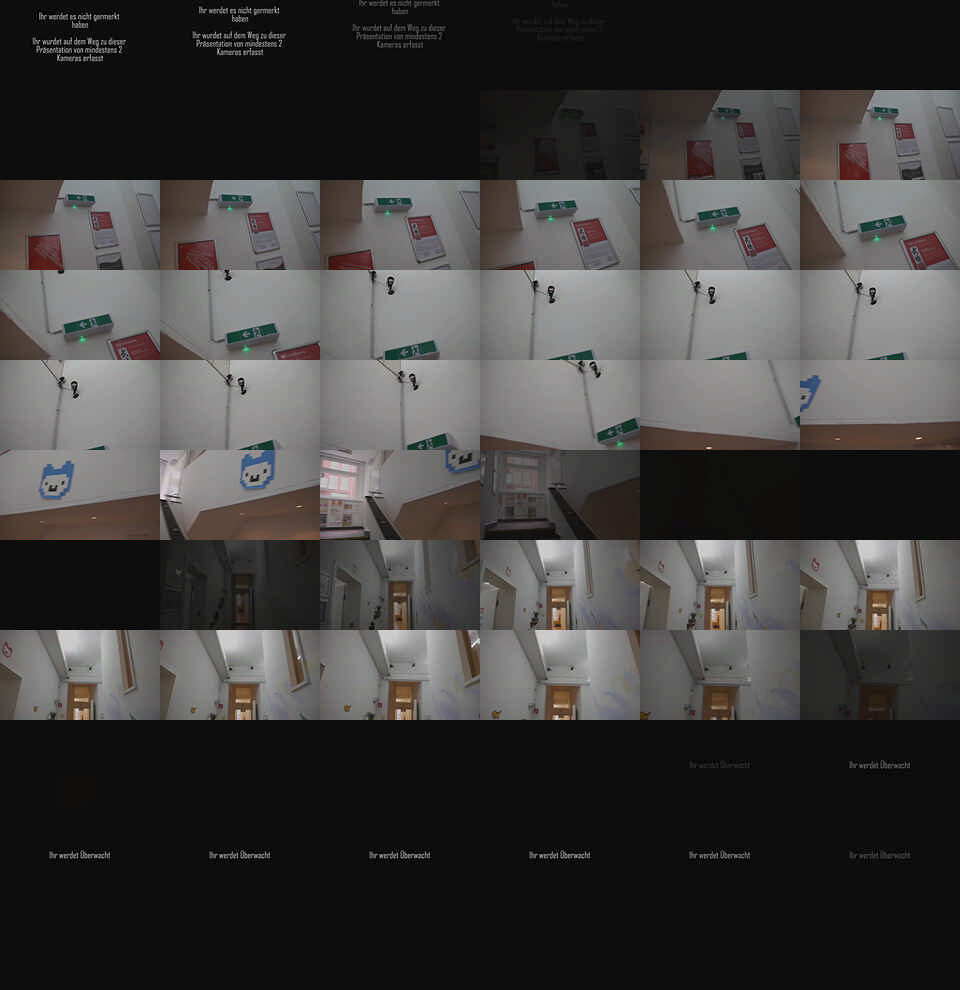 Ihr werdet es nicht germerkt
haben
Ihr wurdet auf dem Weg zu dieser
Präsentation von mindestens 2
Kameras erfasst
Ihr werdet es nicht germerkt
haben
Ihr wurdet auf dem Weg zu dieser
Präsentation von mindestens 2
Kameras erfasst
Ihr werdet es nicht germerkt
haben
Ihr wurdet auf dem Weg zu dieser
Präsentation von mindestens 2
Kameras erfasst
haben
Ihr wurdet auf dem Weg zu dieser
Präsentation von mindestens 2
Kameras erfasst
Ihr werdet Überwacht
Ihr werdet Überwacht
Ihr werdet Überwacht
Ihr werdet Überwacht
Ihr werdet Überwacht
Ihr werdet Überwacht
Ihr werdet Überwacht
Ihr werdet Überwacht